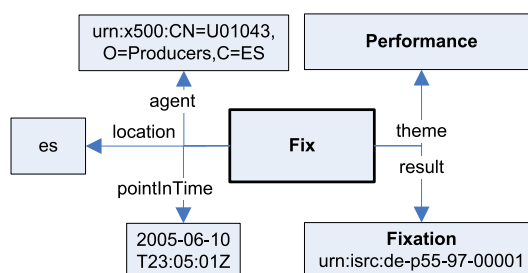 urn:x500:CN=U01043,
O=Producers,C=ES
Performance
agent
location
es
Fix
theme
result
pointInTime
2005-06-10
T23:05:01Z
Fixation
urn:isrc:de-p55-97-00001